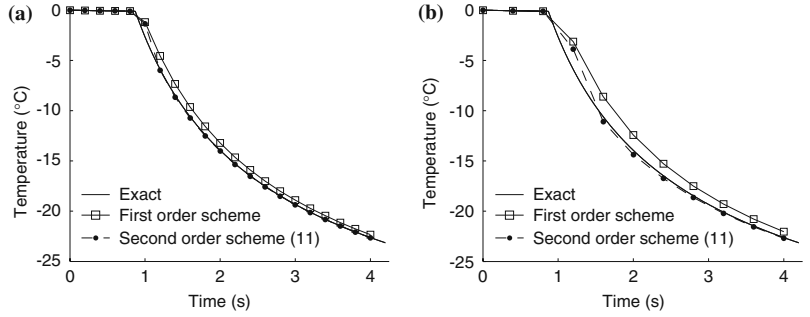 (a)
0
-5
-10
-15
-20
-25
Temperature (°C)
Exact
First order scheme
Second order scheme (11)
0 1 2 3 4
Time (s)
(b)
0
-5
-10
-15
-20
-25
Temperature (°C)
Exact
First order scheme
Second order scheme (11)
0 1 2 3 4
Time (s)